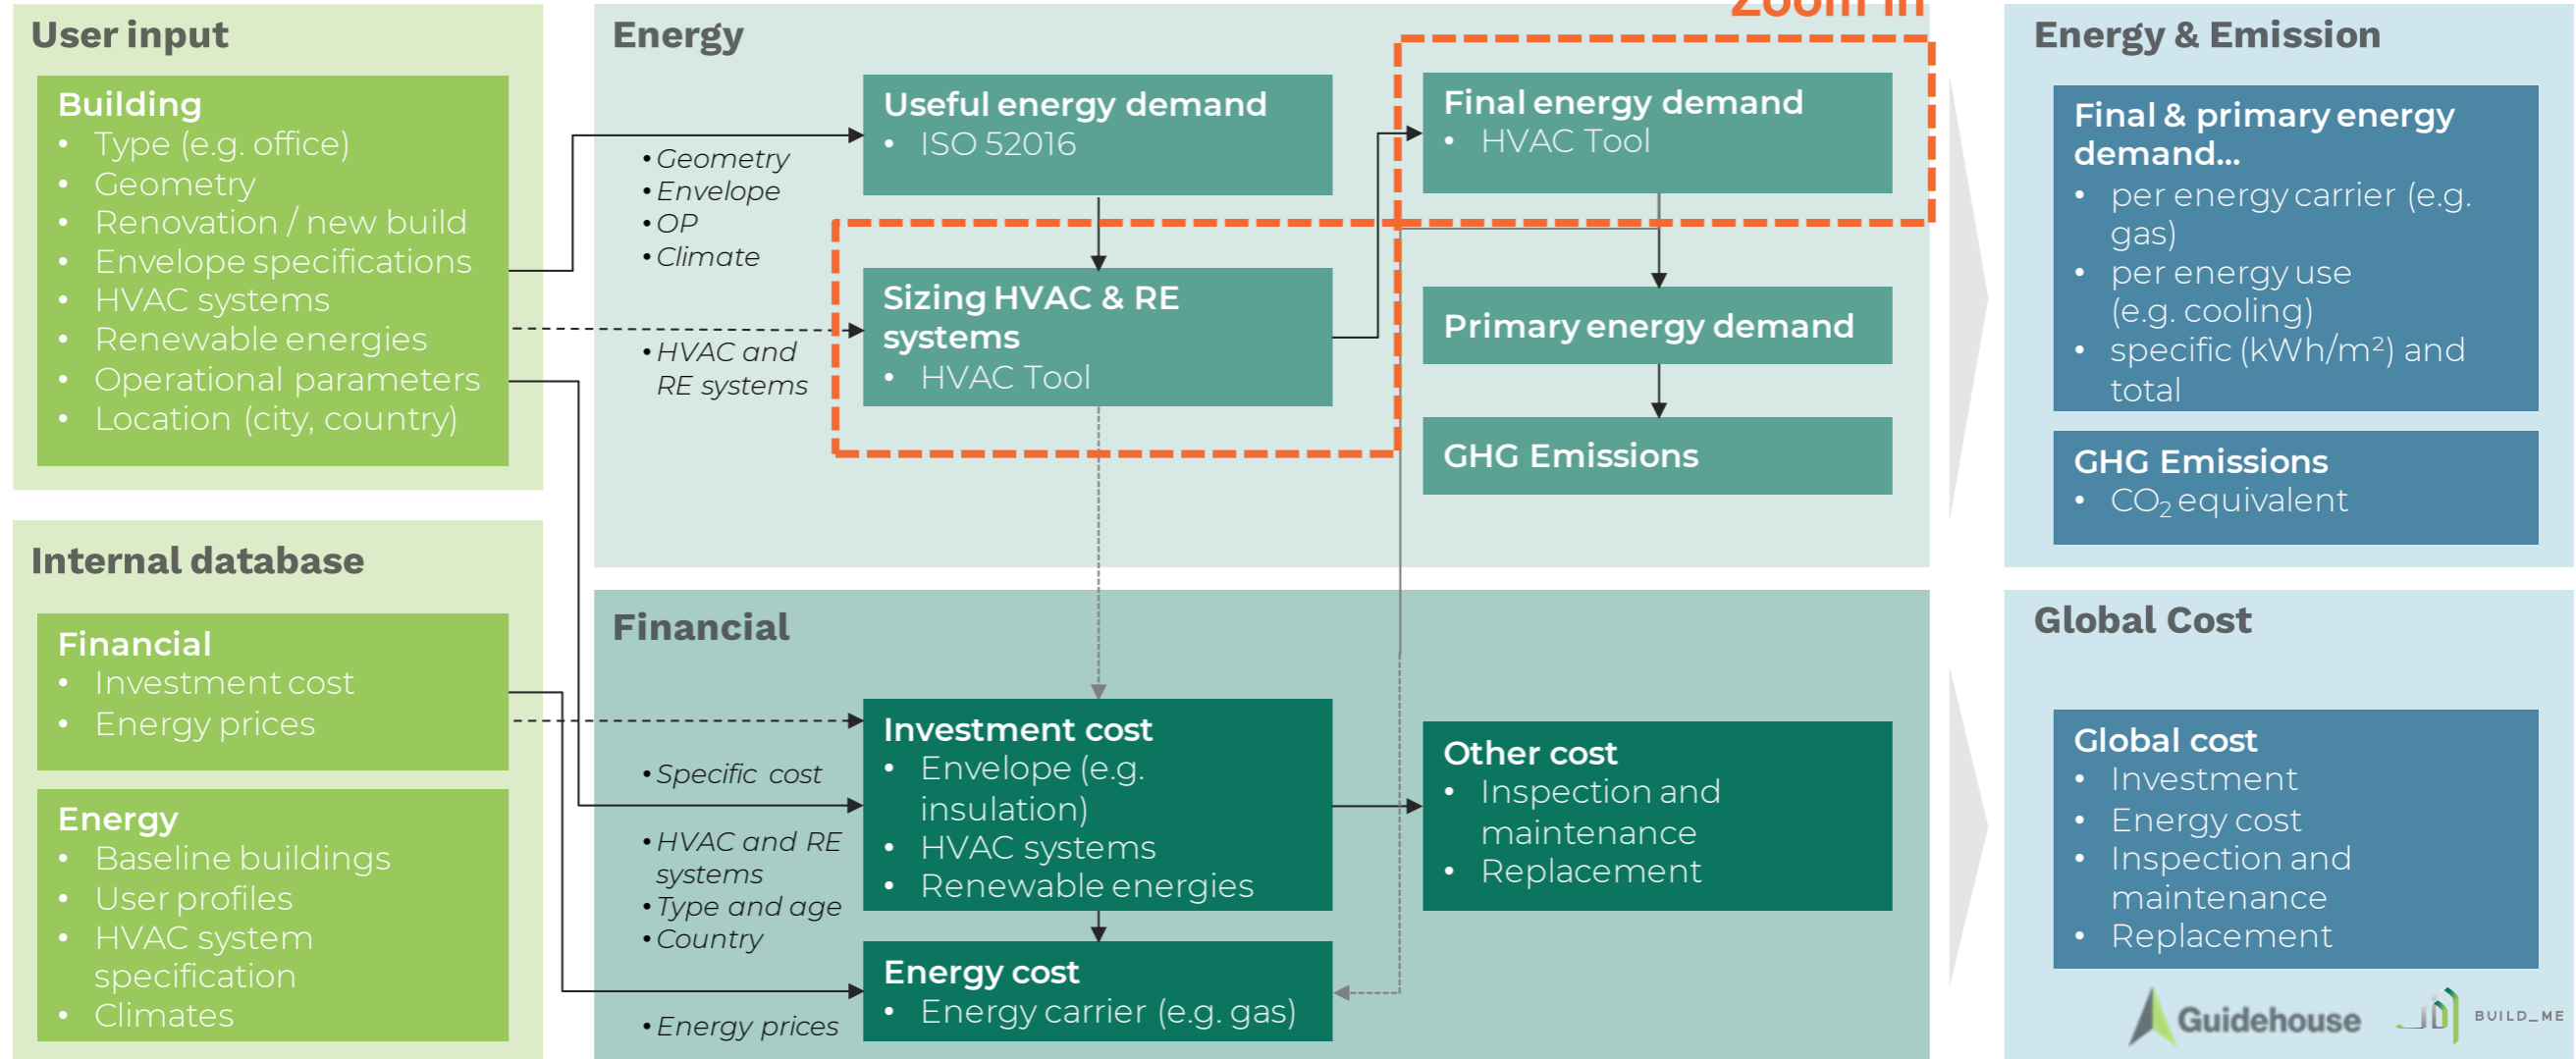 User input
Building
• Type (e.g. office)
• Geometry
• Renovation / new build
• Envelope specifications
• HVAC systems
• Renewable energies
• Operational parameters
• Location (city, country)
Internal database
Financial
• Investment cost
• Energy prices
Energy
• Baseline buildings
• User profiles
• HVAC system
specification
• Climates
Energy
Zoom in
• Geometry
• Envelope
• OP
• Climate
• HVAC and
RE systems
Useful energy demand
• ISO 52016
Sizing HVAC & RE
systems
• HVAC Tool
Final energy demand
• HVAC Tool
Primary energy demand
GHG Emissions
Financial
• Specific cost
• HVAC and RE
systems
• Type and age
• Country
• Energy prices
Investment cost
• Envelope (e.g.
insulation)
• HVAC systems
• Renewable energies
Energy cost
• Energy carrier (e.g. gas)
Other cost
• Inspection and
maintenance
• Replacement
Energy & Emission
Final & primary energy
demand...
• per energy carrier (e.g.
gas)
• per energy use
(e.g. cooling)
• specific (kWh/m²) and
total
GHG Emissions
• CO₂ equivalent
Global Cost
Global cost
• Investment
• Energy cost
• Inspection and
maintenance
• Replacement
Guidehouse
BUILD_ME